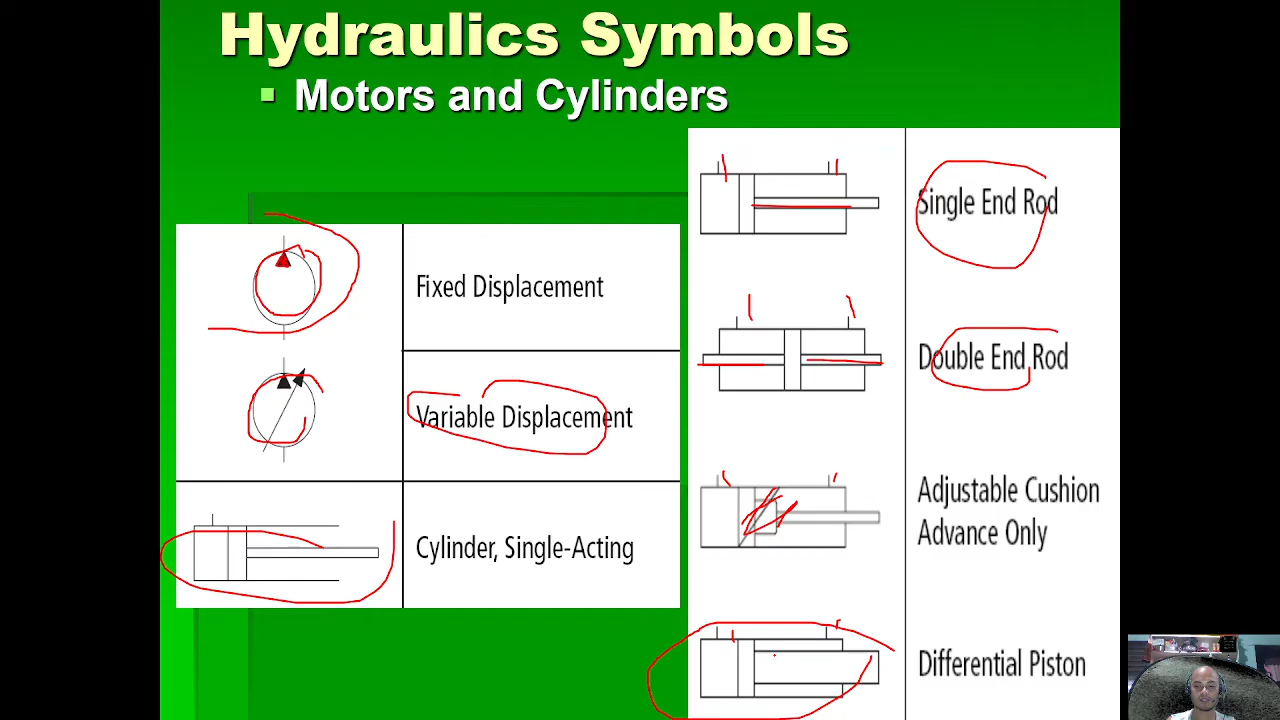 Hydraulics Symbols
Motors and Cylinders
Fixed Displacement
Variable Displacement
Cylinder, Single-Acting
Single End Rod
Double End Rod
Adjustable Cushion
Advance Only
Differential Piston